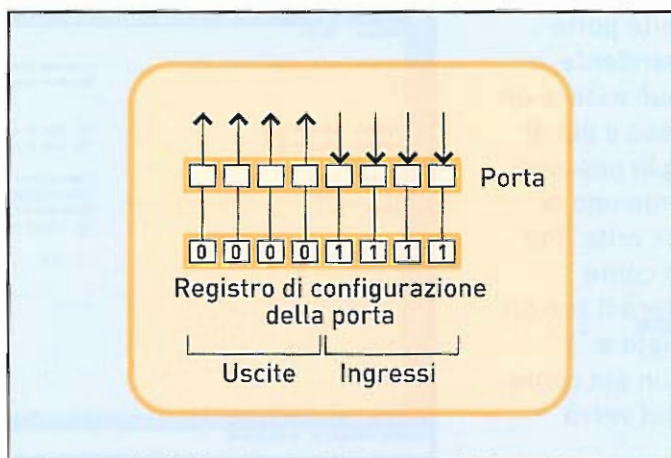 Porta
0 0 0 0 1 1 1 1
Registro di configurazione
della porta
Uscite Ingressi